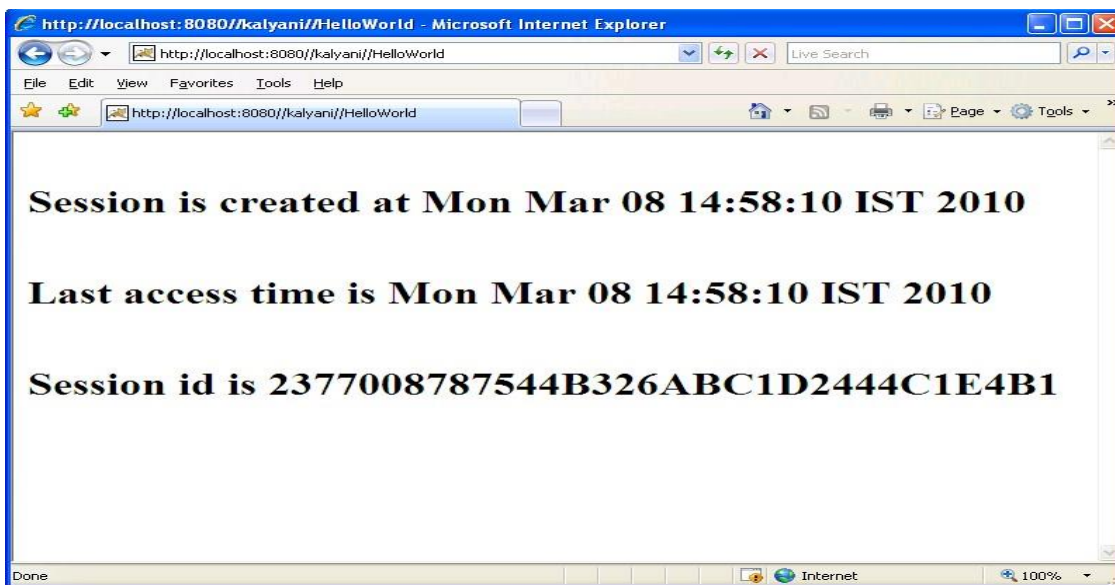 http://localhost:8080//kalyani//HelloWorld - Microsoft Internet Explorer
http://localhost:8080//kalyani//HelloWorld Live Search
File Edit View Favorites Tools Help
http://localhost:8080//kalyani//HelloWorld Page Tools
Session is created at Mon Mar 08 14:58:10 IST 2010
Last access time is Mon Mar 08 14:58:10 IST 2010
Session id is 2377008787544B326ABC1D2444C1E4B1
Done Internet 100%